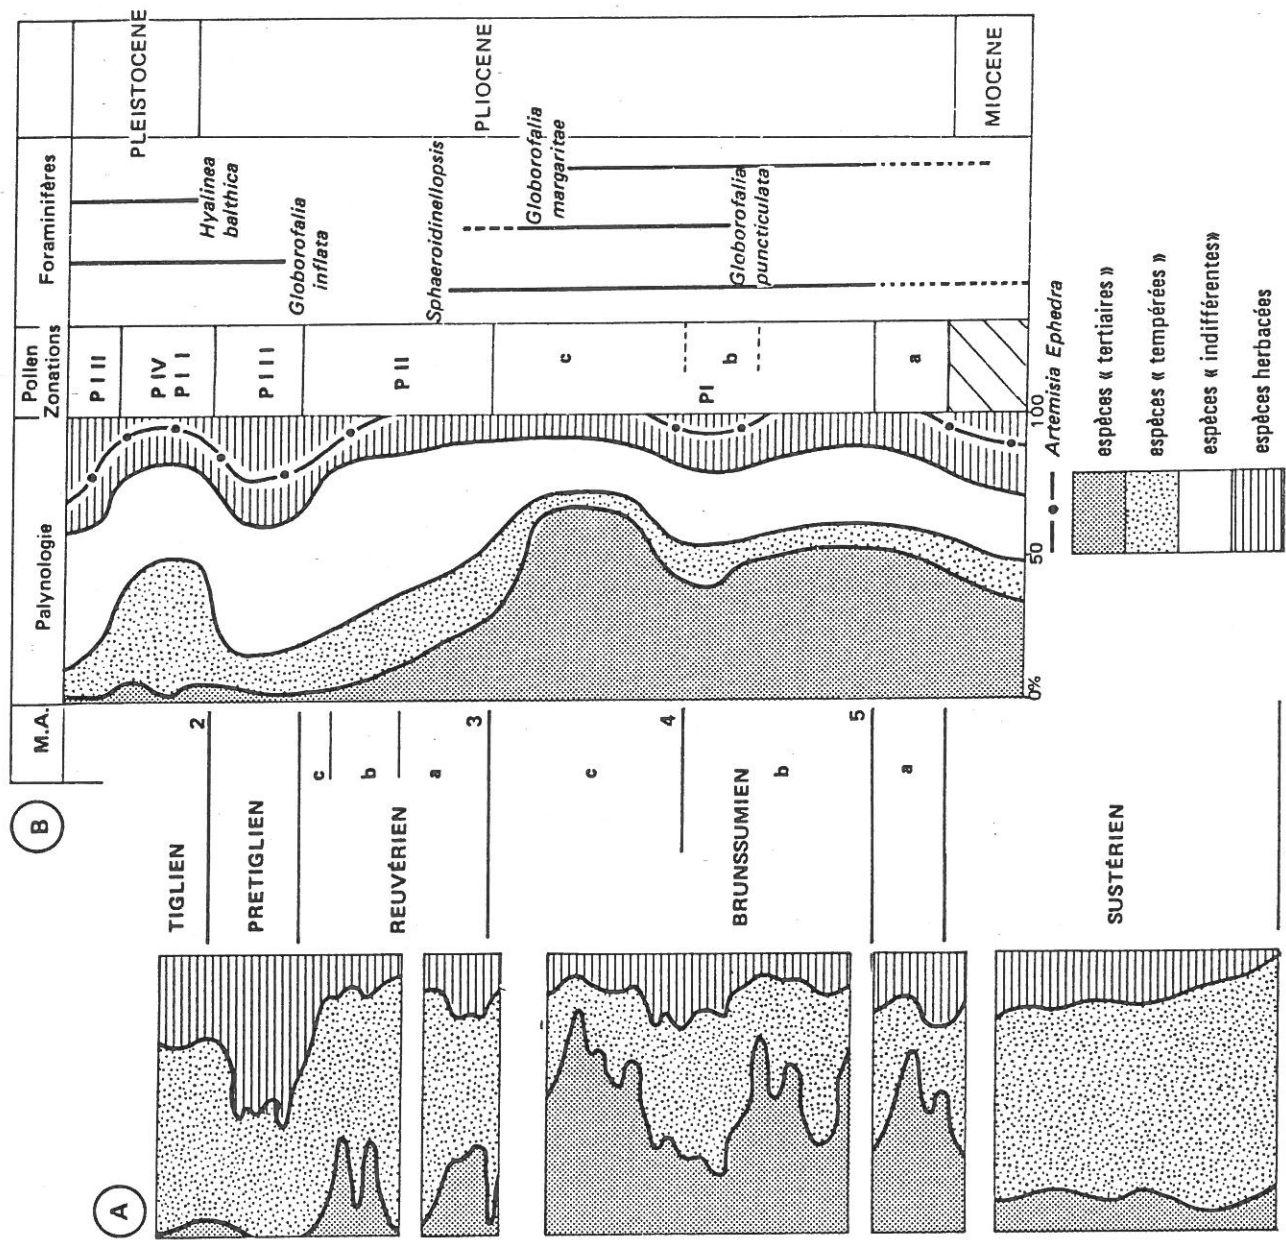 B
M.A.
Palynologie
Pollen
Zonations
Foraminifères
PLEISTOCENE
PLIOCENE
MIOCENE
2
3
4
5
P I II
P IV
P I I
P I I I
P II
PI
c
b
a
Hyalinea
balthica
Globorofalia
inflata
Sphaeroidinellopsis
Globorofalia
margaritae
Globorofalia
puncticulata
0%
50
100
A
TIGLIEN
PRETIGLIEN
REUVÉRIEN
c
b
a
BRUNSSUMIEN
c
b
a
SUSTÉRIEN
Artemisia Ephedra
espèces « tertiaires »
espèces « tempérées »
espèces « indifférentes»
espèces herbacées